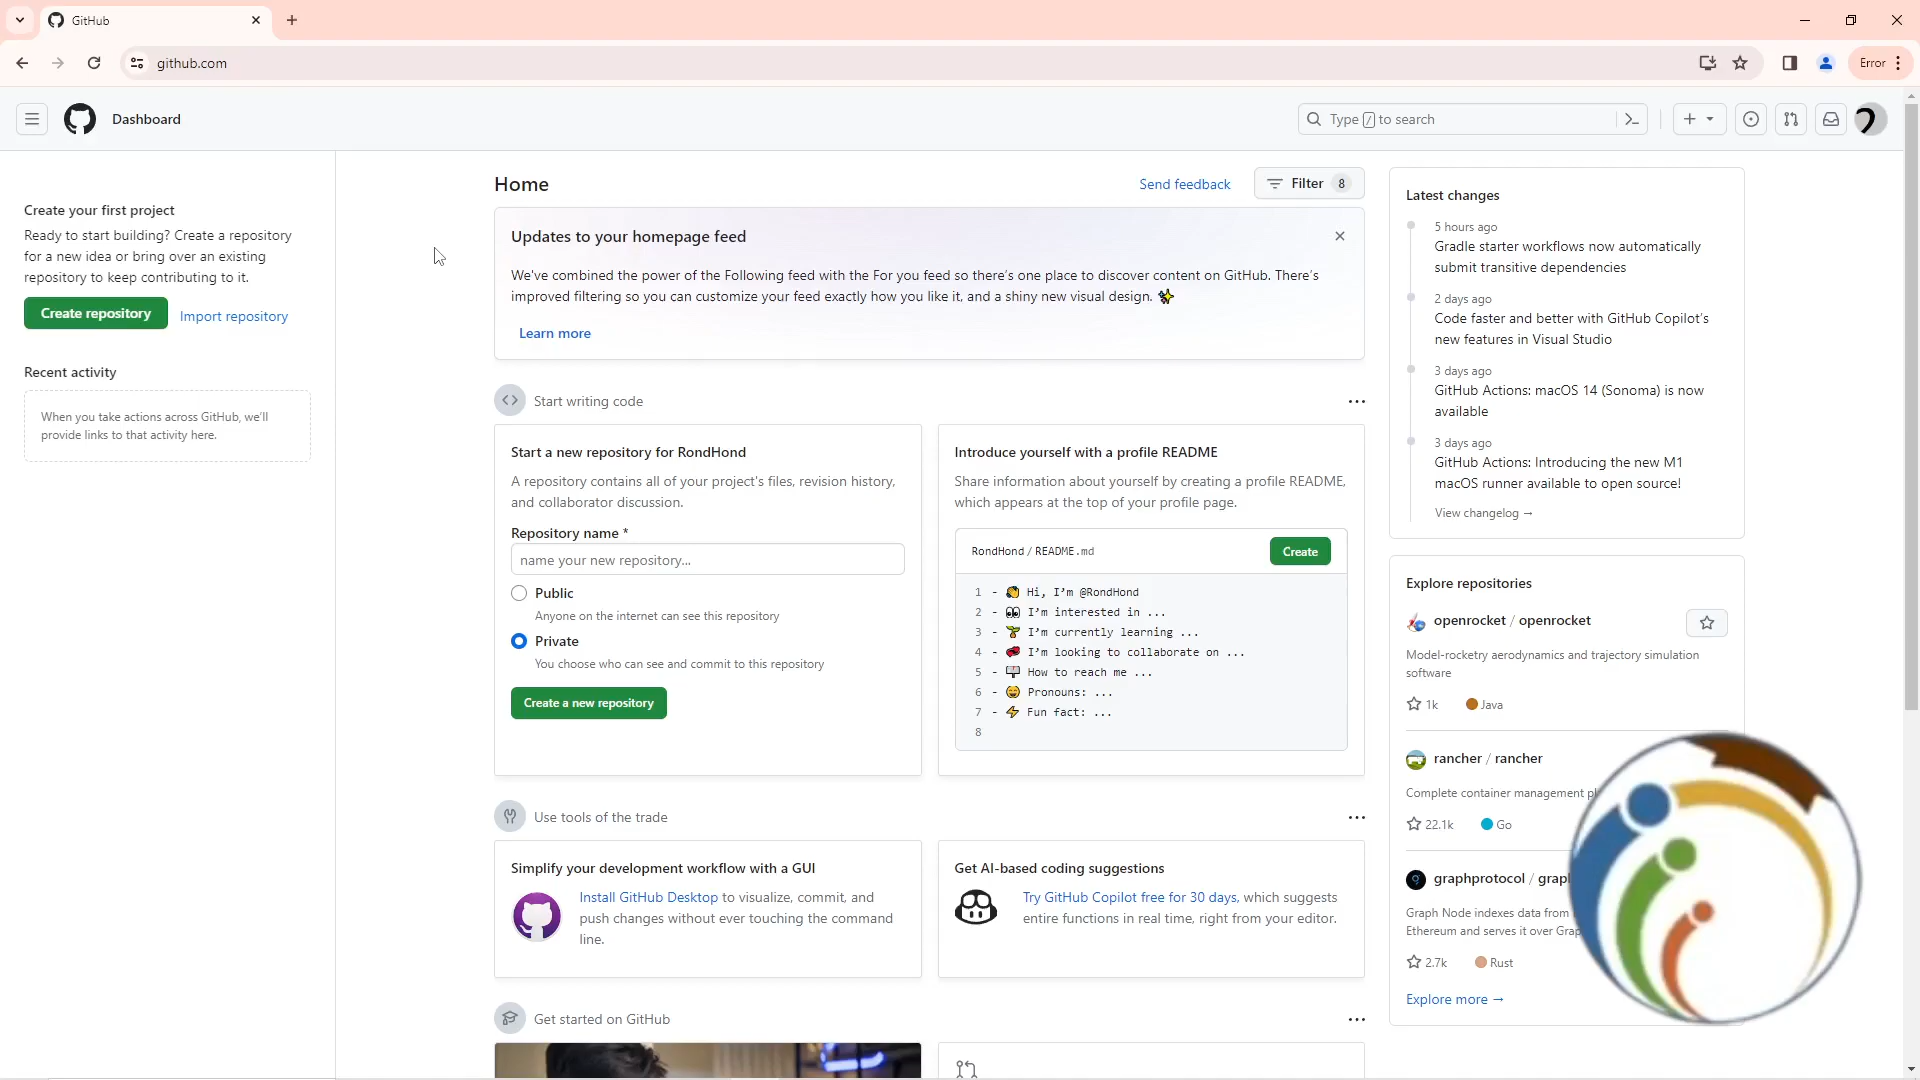 GitHub
github.com
Error
Dashboard
Type / to search
Create your first project
Ready to start building? Create a repository
for a new idea or bring over an existing
repository to keep contributing to it.
Create repository
Import repository
Recent activity
When you take actions across GitHub, we'll
provide links to that activity here.
Home
Send feedback
Filter 8
Updates to your homepage feed
We've combined the power of the Following feed with the For you feed so there's one place to discover content on GitHub. There's
improved filtering so you can customize your feed exactly how you like it, and a shiny new visual design. ✨
Learn more
Start writing code
Start a new repository for RondHond
A repository contains all of your project's files, revision history,
and collaborator discussion.
Repository name *
name your new repository...
Public
Anyone on the internet can see this repository
Private
You choose who can see and commit to this repository
Create a new repository
Introduce yourself with a profile README
Share information about yourself by creating a profile README,
which appears at the top of your profile page.
RondHond / README.md
Create
1 - 👋 Hi, I'm @RondHond
2 - 👀 I'm interested in ...
3 - 🌱 I'm currently learning ...
4 - 💞️ I'm looking to collaborate on ...
5 - 📫 How to reach me ...
6 - 😄 Pronouns: ...
7 - ⚡ Fun fact: ...
8
Use tools of the trade
Simplify your development workflow with a GUI
Install GitHub Desktop to visualize, commit, and
push changes without ever touching the command
line.
Get AI-based coding suggestions
Try GitHub Copilot free for 30 days, which suggests
entire functions in real time, right from your editor.
Get started on GitHub
Latest changes
5 hours ago
Gradle starter workflows now automatically
submit transitive dependencies
2 days ago
Code faster and better with GitHub Copilot's
new features in Visual Studio
3 days ago
GitHub Actions: macOS 14 (Sonoma) is now
available
3 days ago
GitHub Actions: Introducing the new M1
macOS runner available to open source!
View changelog →
Explore repositories
openrocket / openrocket
Model-rocketry aerodynamics and trajectory simulation
software
1k Java
rancher / rancher
Complete container management
22.1k Go
graphprotocol /
Graph Node indexes data from
Ethereum and serves it over
2.7k Rust
Explore more →